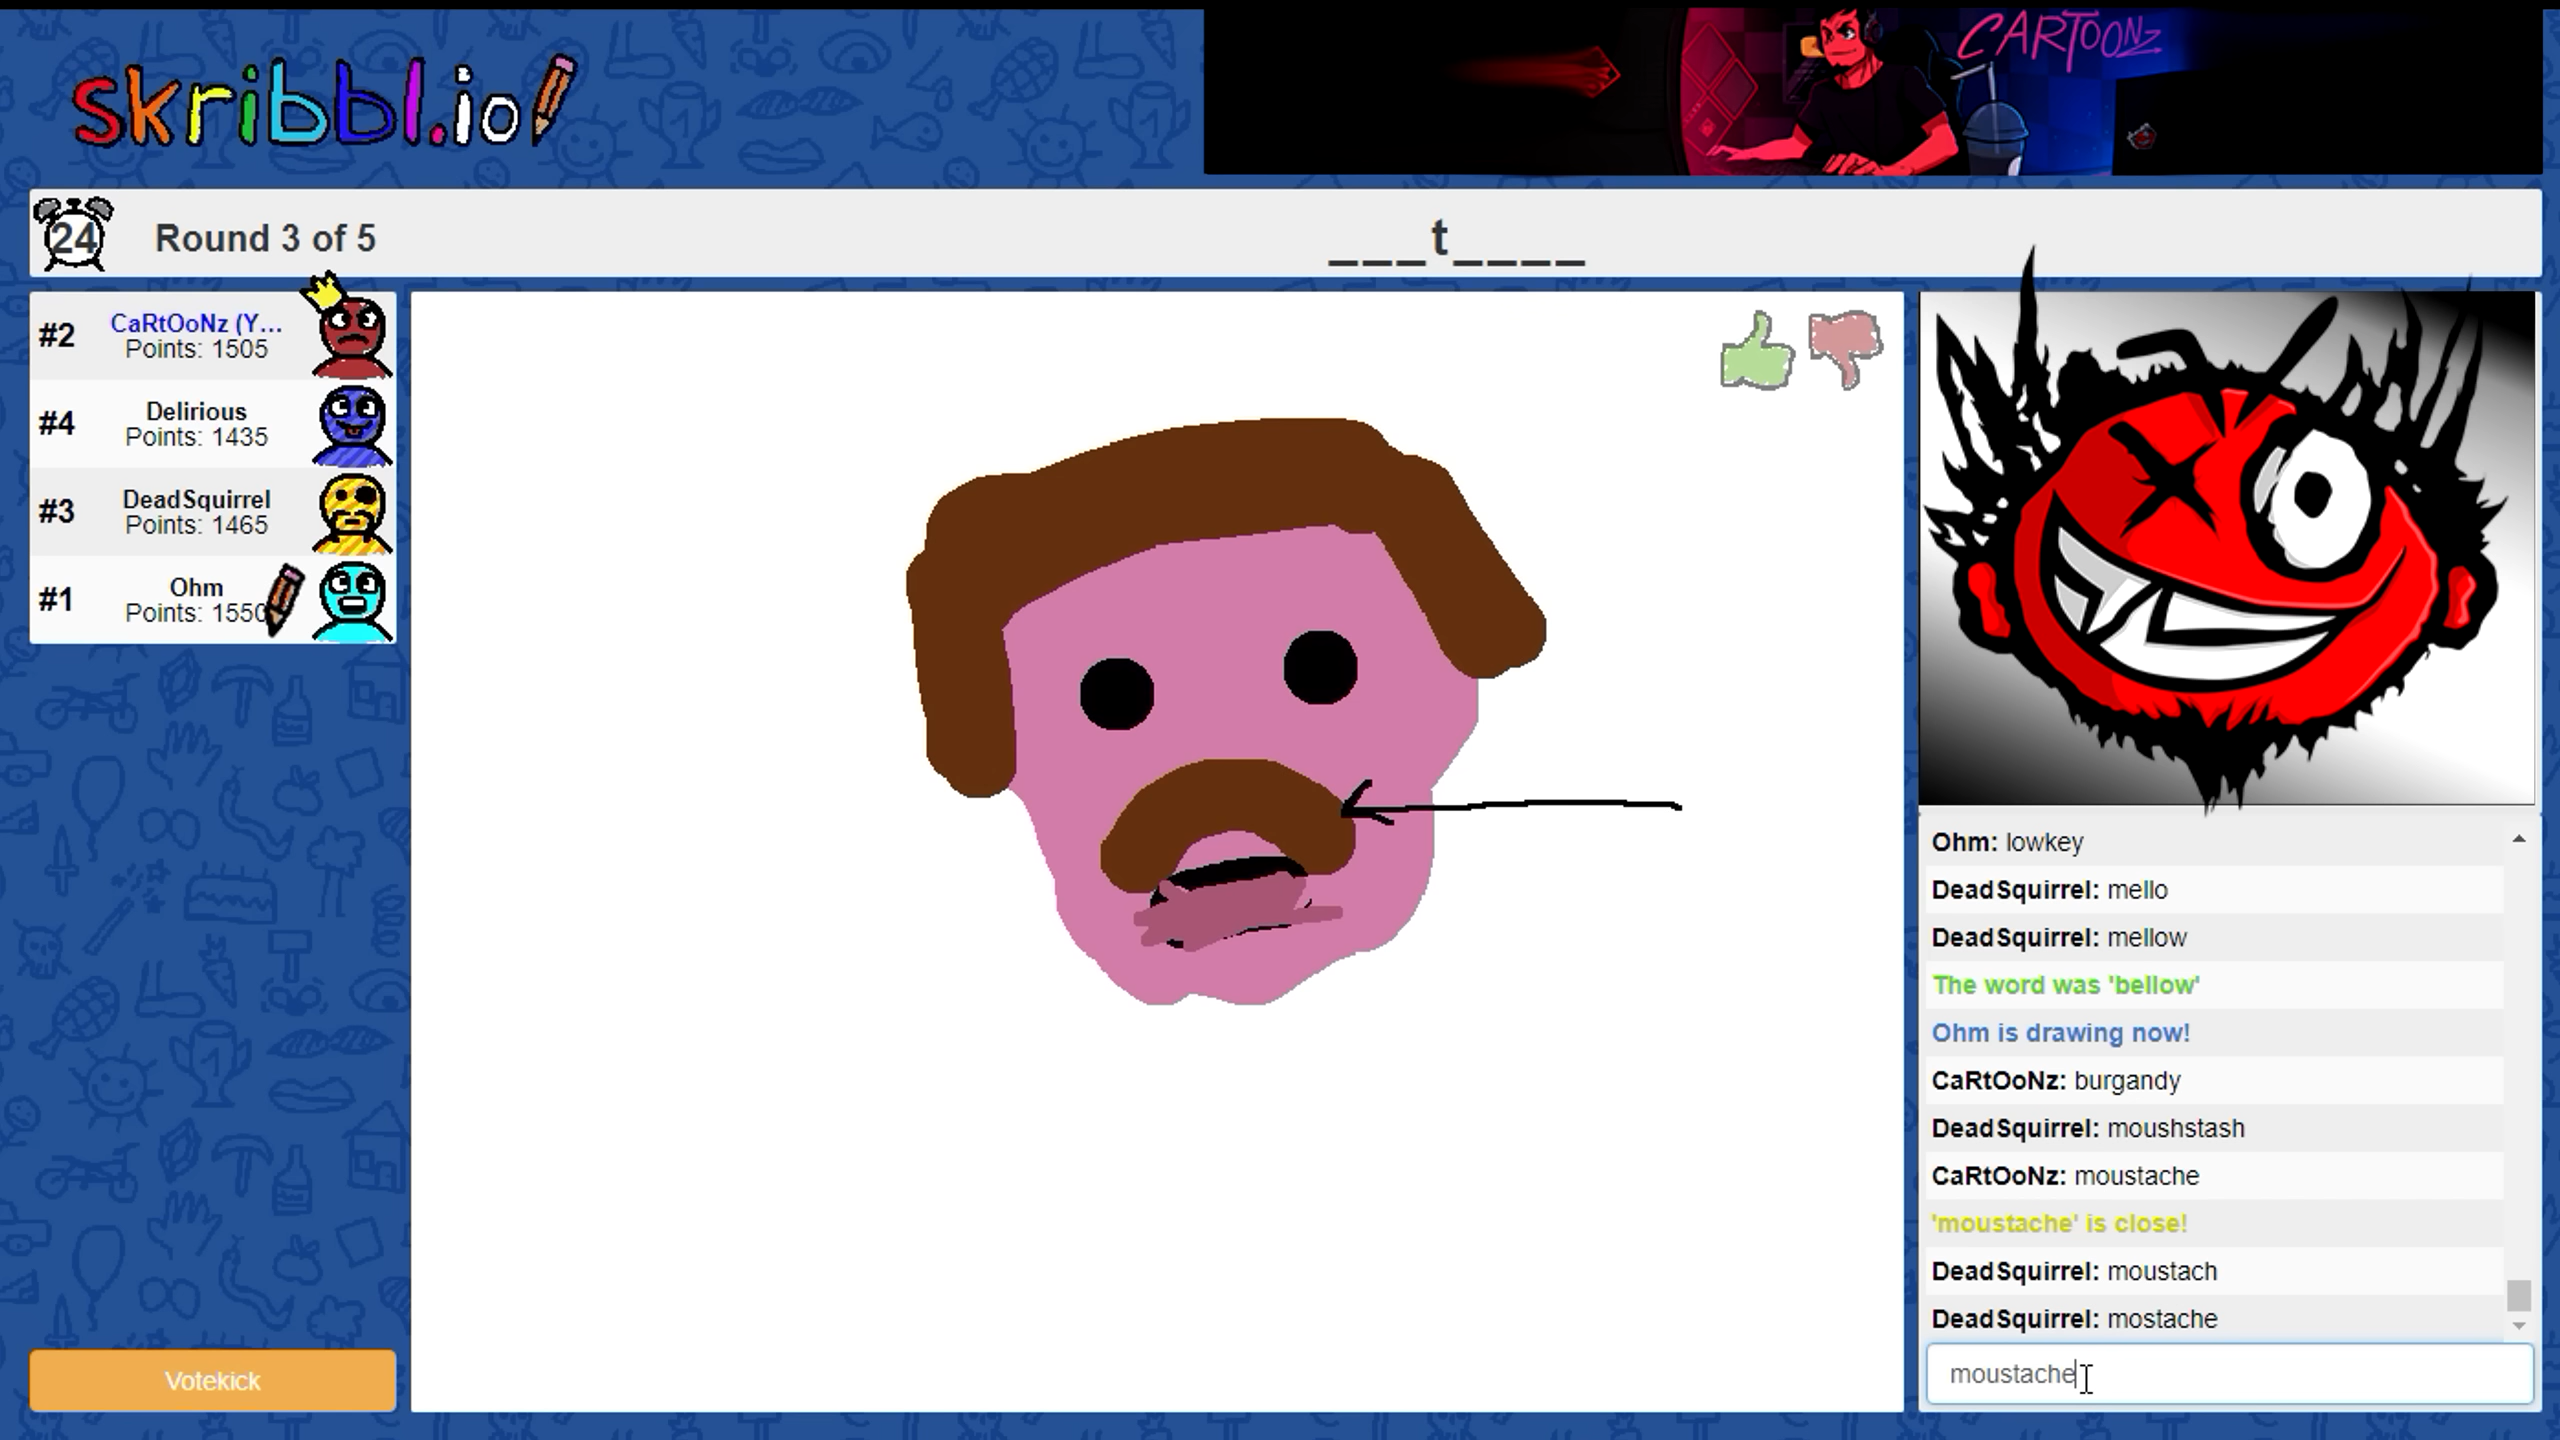 skribbl.io
CARTOONZ
24
Round 3 of 5
___t____
#2
CaRtOoNz (Y...
Points: 1505
#4
Delirious
Points: 1435
#3
DeadSquirrel
Points: 1465
#1
Ohm
Points: 1550
Votekick
Ohm: lowkey
DeadSquirrel: mello
DeadSquirrel: mellow
The word was 'bellow'
Ohm is drawing now!
CaRtOoNz: burgandy
DeadSquirrel: moushstash
CaRtOoNz: moustache
'moustache' is close!
DeadSquirrel: moustach
DeadSquirrel: mostache
moustache